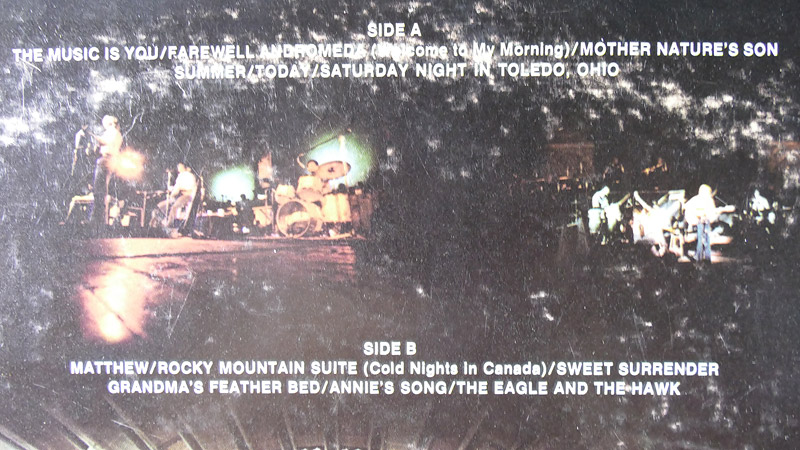 SIDE A
THE MUSIC IS YOU/FAREWELL ANDROMEDA (Welcome to My Morning)/MOTHER NATURE'S SON
SUMMER/TODAY/SATURDAY NIGHT IN TOLEDO, OHIO
SIDE B
MATTHEW/ROCKY MOUNTAIN SUITE (Cold Nights in Canada)/SWEET SURRENDER
GRANDMA'S FEATHER BED/ANNIE'S SONG/THE EAGLE AND THE HAWK